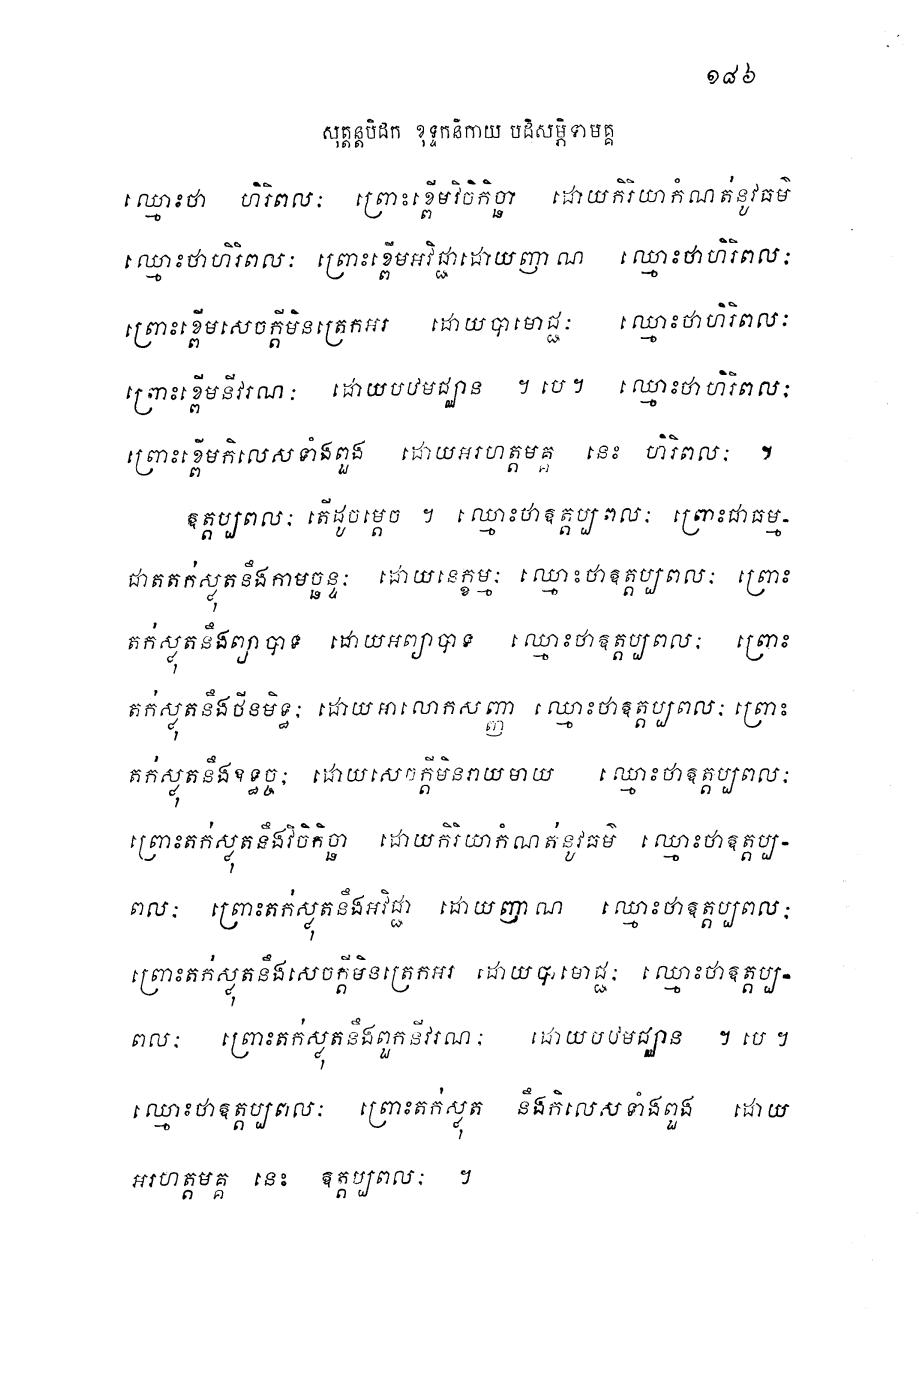 ១៨៦
សុត្តន្តបិដក ខុទ្ទកនិកាយ បដិសម្ភិទាមគ្គ
ឈ្មោះថា ហិរិពលៈ ព្រោះខ្ពើមវិចិកិច្ឆា ដោយកិរិយាកំណត់នូវធម៌
ឈ្មោះថាហិរិពលៈ ព្រោះខ្ពើមអវិជ្ជាដោយញាណ ឈ្មោះថាហិរិពលៈ
ព្រោះខ្ពើមសេចក្តីមិនត្រេកអរ ដោយបាមោជ្ជៈ ឈ្មោះថាហិរិពលៈ
ព្រោះខ្ពើមនីវរណៈ ដោយបឋមជ្ឈាន ។ បេ ។ ឈ្មោះថាហិរិពលៈ
ព្រោះខ្ពើមកិលេសទាំងពួង ដោយអរហត្តមគ្គ នេះ ហិរិពលៈ ។
ឧត្តប្បពលៈ តើដូចម្តេច ។ ឈ្មោះថាឧត្តប្បពលៈ ព្រោះជាធម្ម-
ជាតតក់ស្លុតនឹងកាមច្ឆន្ទៈ ដោយនេក្ខម្មៈ ឈ្មោះថាឧត្តប្បពលៈ ព្រោះ
តក់ស្លុតនឹងព្យាបាទ ដោយអព្យាបាទ ឈ្មោះថាឧត្តប្បពលៈ ព្រោះ
តក់ស្លុតនឹងថីនមិទ្ធៈ ដោយអាលោកសញ្ញា ឈ្មោះថាឧត្តប្បពលៈ ព្រោះ
តក់ស្លុតនឹងឧទ្ធច្ចៈ ដោយសេចក្តីមិនរាយមាយ ឈ្មោះថាឧត្តប្បពលៈ
ព្រោះតក់ស្លុតនឹងវិចិកិច្ឆា ដោយកិរិយាកំណត់នូវធម៌ ឈ្មោះថាឧត្តប្ប-
ពលៈ ព្រោះតក់ស្លុតនឹងអវិជ្ជា ដោយញាណ ឈ្មោះថាឧត្តប្បពលៈ
ព្រោះតក់ស្លុតនឹងសេចក្តីមិនត្រេកអរ ដោយបាមោជ្ជៈ ឈ្មោះថាឧត្តប្ប-
ពលៈ ព្រោះតក់ស្លុតនឹងពួកនីវរណៈ ដោយបឋមជ្ឈាន ។ បេ ។
ឈ្មោះថាឧត្តប្បពលៈ ព្រោះតក់ស្លុត នឹងកិលេសទាំងពួង ដោយ
អរហត្តមគ្គ នេះ ឧត្តប្បពលៈ ។